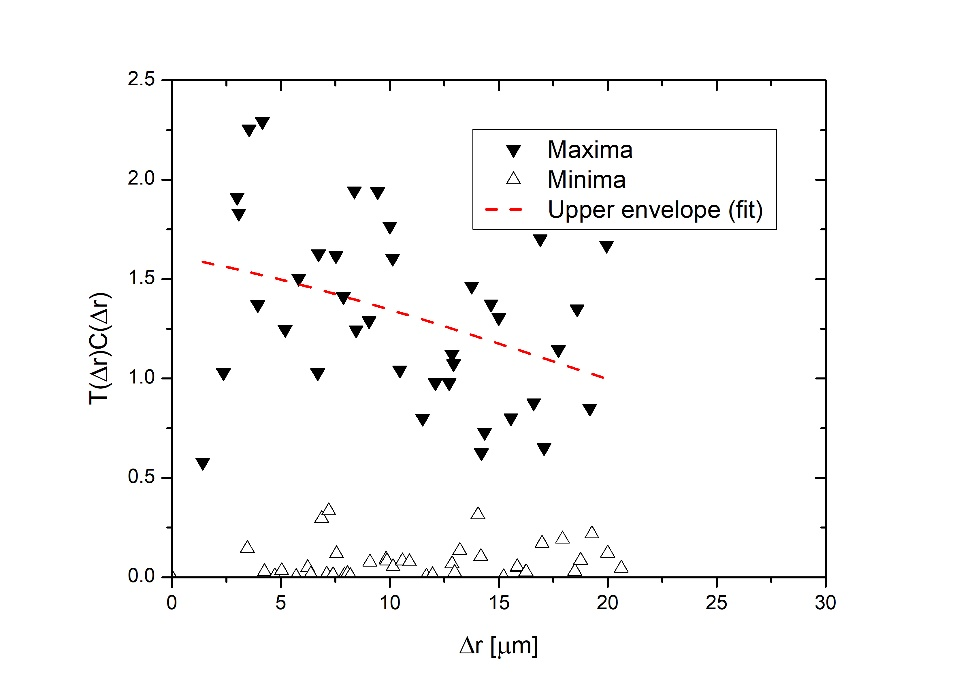 2.5
2.0
1.5
1.0
0.5
0.0
T(Δr)C(Δr)
Maxima
Minima
Upper envelope (fit)
0 5 10 15 20 25 30
Δr [μm]